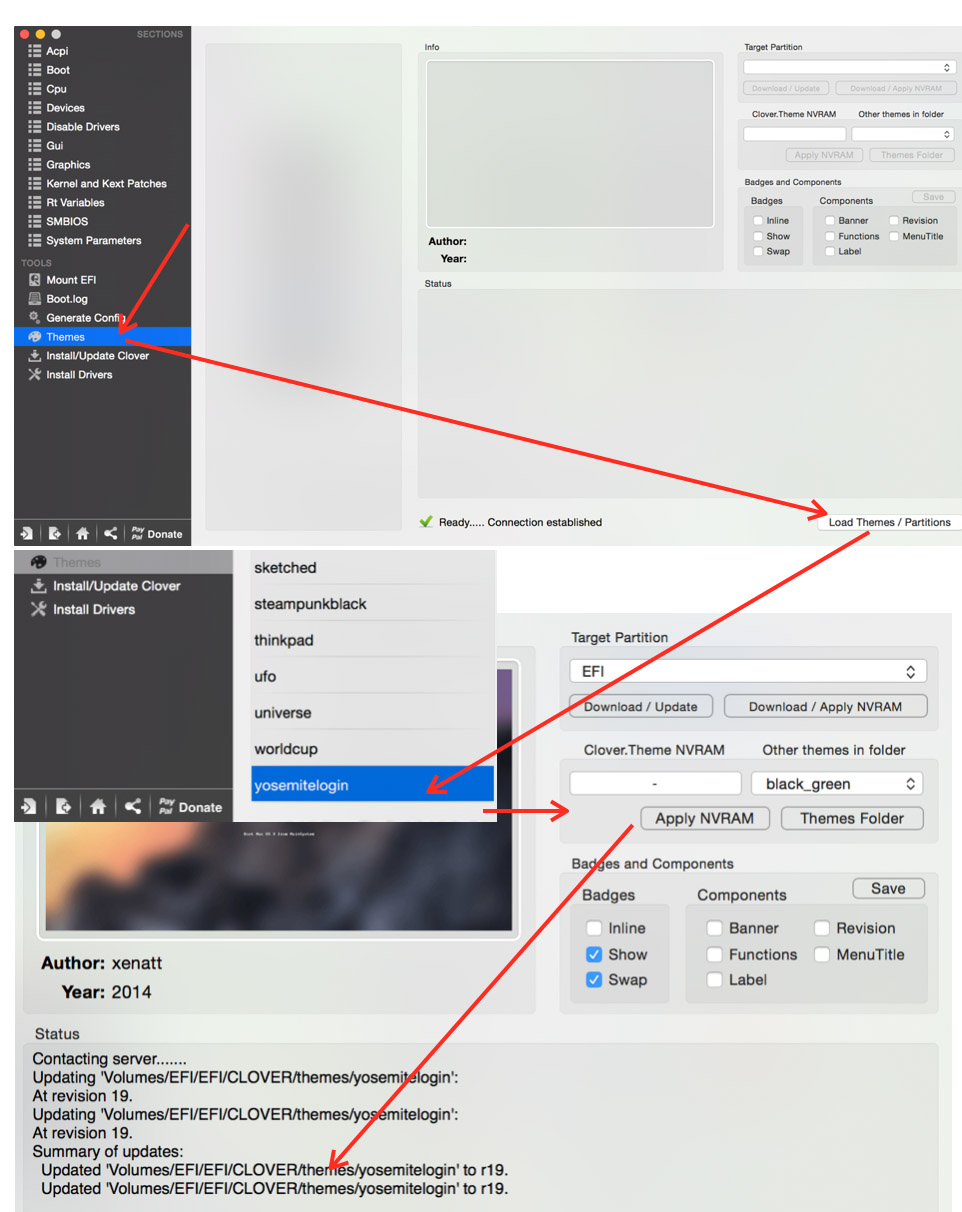 SECTIONS
Acpi
Boot
Cpu
Devices
Disable Drivers
Gui
Graphics
Kernel and Kext Patches
Rt Variables
SMBIOS
System Parameters
TOOLS
Mount EFI
Boot.log
Generate Config
Themes
Install/Update Clover
Install Drivers
Pay
Pal Donate
Info
Author:
Year:
Status
Ready..... Connection established
Load Themes / Partitions
Target Partition
Download / Update Download / Apply NVRAM
Clover.Theme NVRAM Other themes in folder
Apply NVRAM Themes Folder
Badges and Components
Save
Badges Components
Inline Banner Revision
Show Functions MenuTitle
Swap Label
Themes
Install/Update Clover
Install Drivers
Pay
Pal Donate
sketched
steampunkblack
thinkpad
ufo
universe
worldcup
yosemitelogin
Target Partition
EFI
Download / Update Download / Apply NVRAM
Clover.Theme NVRAM Other themes in folder
- black_green
Apply NVRAM Themes Folder
Badges and Components
Save
Badges Components
Inline Banner Revision
Show Functions MenuTitle
Swap Label
Author: xenatt
Year: 2014
Status
Contacting server.......
Updating 'Volumes/EFI/EFI/CLOVER/themes/yosemitelogin':
At revision 19.
Updating 'Volumes/EFI/EFI/CLOVER/themes/yosemitelogin':
At revision 19.
Summary of updates:
Updated 'Volumes/EFI/EFI/CLOVER/themes/yosemitelogin' to r19.
Updated 'Volumes/EFI/EFI/CLOVER/themes/yosemitelogin' to r19.